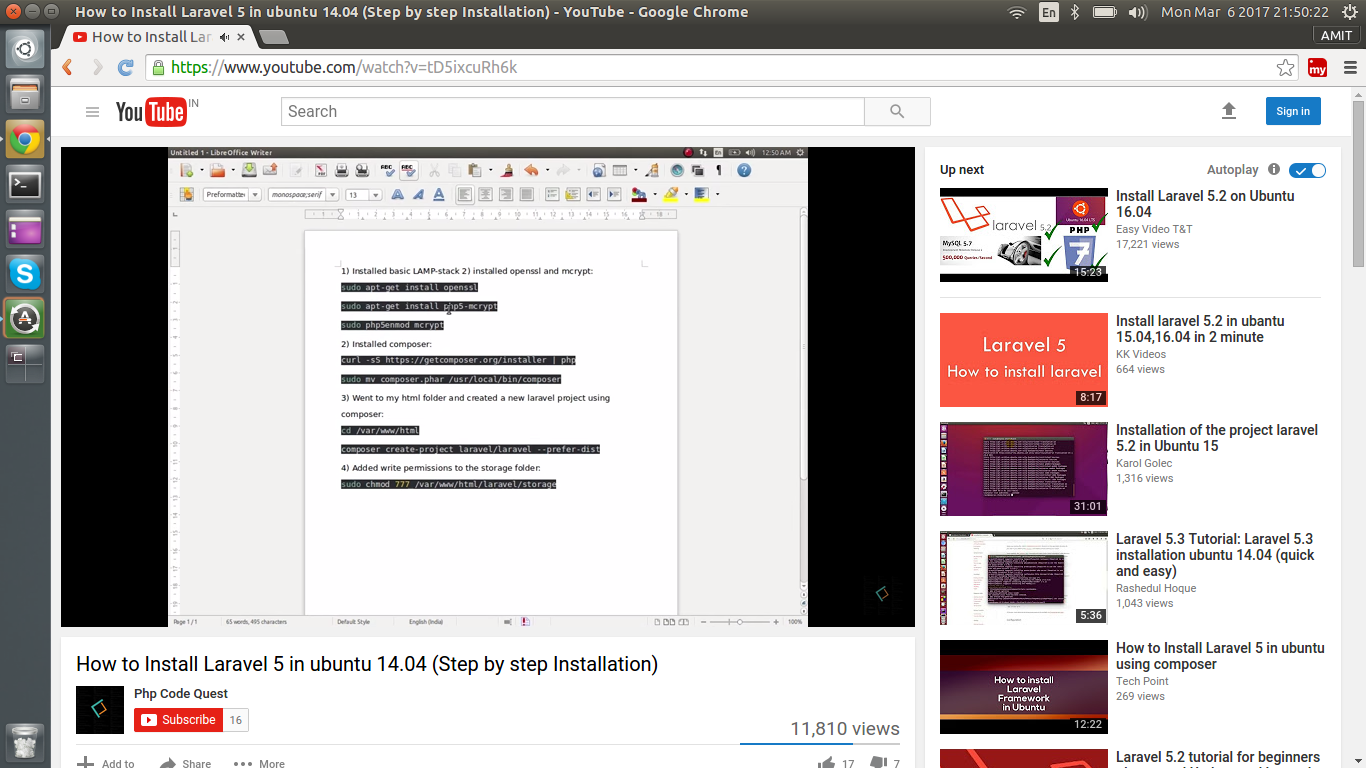 How to Install Laravel 5 in ubuntu 14.04 (Step by step Installation) - YouTube - Google Chrome
En
Mon Mar 6 2017 21:50:22
How to Install Lar
AMIT
https://www.youtube.com/watch?v=tD5ixcuRh6k
my
YouTube IN
Search
Sign in
Untitled 1 - LibreOffice Writer
En
12:50 AM
Preformatte
monospace;serif
13
1) Installed basic LAMP-stack 2) installed openssl and mcrypt:
sudo apt-get install openssl
sudo apt-get install php5-mcrypt
sudo php5enmod mcrypt
2) Installed composer:
curl -sS https://getcomposer.org/installer | php
sudo mv composer.phar /usr/local/bin/composer
3) Went to my html folder and created a new laravel project using
composer:
cd /var/www/html
composer create-project laravel/laravel --prefer-dist
4) Added write permissions to the storage folder:
sudo chmod 777 /var/www/html/laravel/storage
Page 1 / 1
65 words, 495 characters
Default Style
English (India)
100%
How to Install Laravel 5 in ubuntu 14.04 (Step by step Installation)
Php Code Quest
Subscribe 16
11,810 views
Add to
Share
More
17
7
Up next
Autoplay
laravel 5.2
Ubuntu 16.04 LTS
PHP
7
MySQL 5.7
500,000 Queries/Second
15:23
Install Laravel 5.2 on Ubuntu
16.04
Easy Video T&T
17,221 views
Laravel 5
How to install laravel
8:17
Install laravel 5.2 in ubantu
15.04,16.04 in 2 minute
KK Videos
664 views
31:01
Installation of the project laravel
5.2 in Ubuntu 15
Karol Golec
1,316 views
5:36
Laravel 5.3 Tutorial: Laravel 5.3
installation ubuntu 14.04 (quick
and easy)
Rashedul Hoque
1,043 views
How to install
Laravel
Framework
in Ubuntu
12:22
How to Install Laravel 5 in ubuntu
using composer
Tech Point
269 views
Laravel 5.2 tutorial for beginners